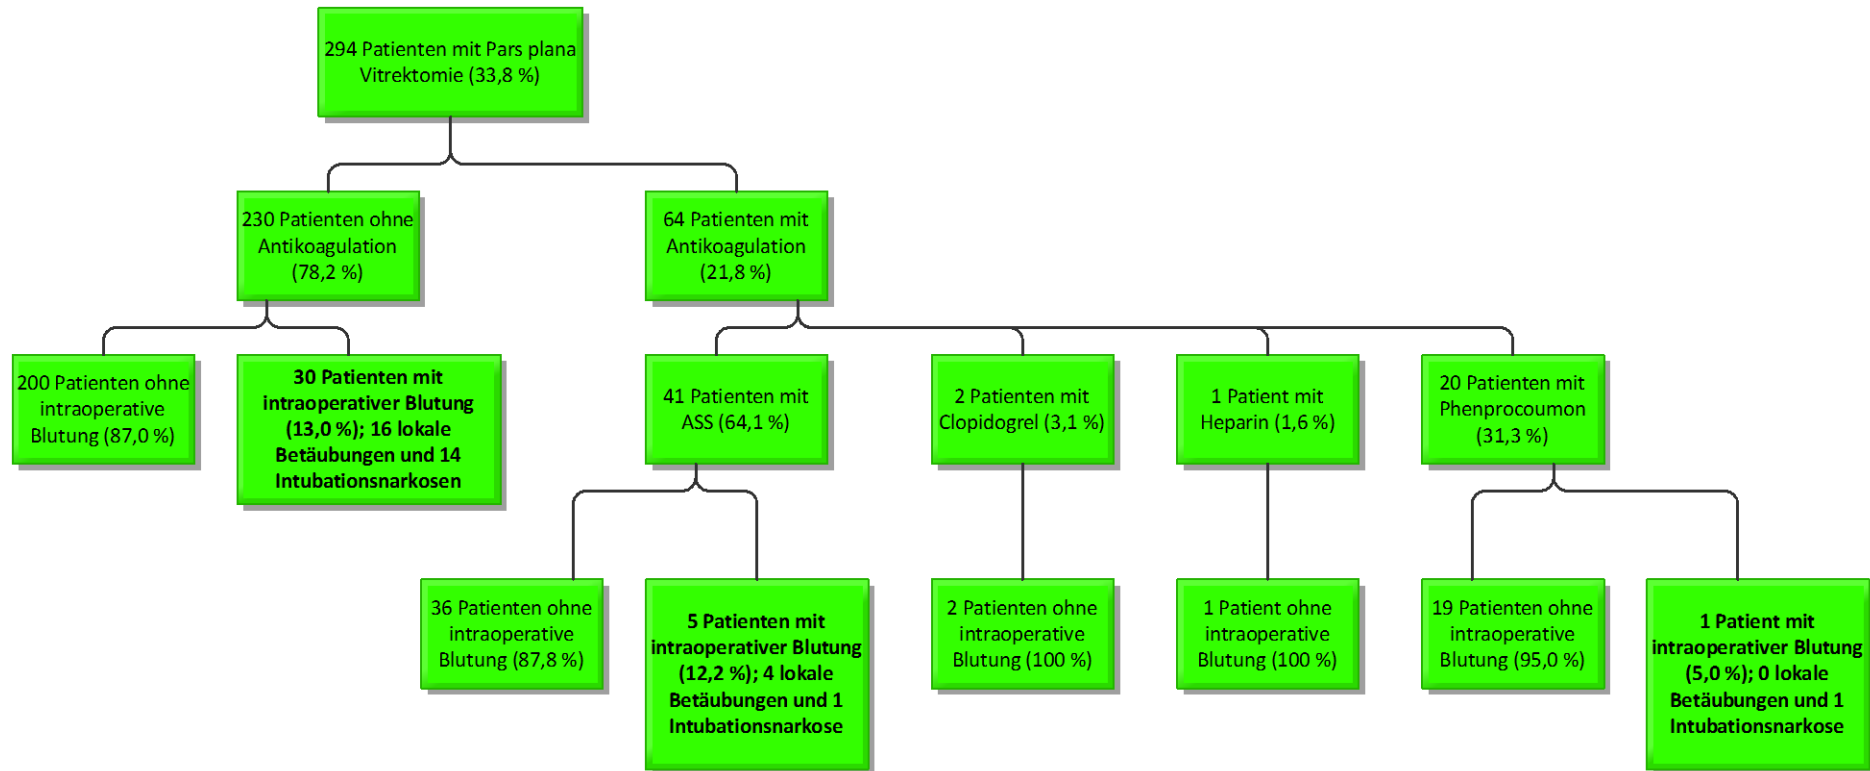 294 Patienten mit Pars plana
Vitrektomie (33,8 %)
230 Patienten ohne
Antikoagulation
(78,2 %)
64 Patienten mit
Antikoagulation
(21,8 %)
200 Patienten ohne
intraoperative
Blutung (87,0 %)
30 Patienten mit
intraoperativer Blutung
(13,0 %); 16 lokale
Betäubungen und 14
Intubationsnarkosen
41 Patienten mit
ASS (64,1 %)
2 Patienten mit
Clopidogrel (3,1 %)
1 Patient mit
Heparin (1,6 %)
20 Patienten mit
Phenprocoumon
(31,3 %)
36 Patienten ohne
intraoperative
Blutung (87,8 %)
5 Patienten mit
intraoperativer Blutung
(12,2 %); 4 lokale
Betäubungen und 1
Intubationsnarkose
2 Patienten ohne
intraoperative
Blutung (100 %)
1 Patient ohne
intraoperative
Blutung (100 %)
19 Patienten ohne
intraoperative
Blutung (95,0 %)
1 Patient mit
intraoperativer Blutung
(5,0 %); 0 lokale
Betäubungen und 1
Intubationsnarkose